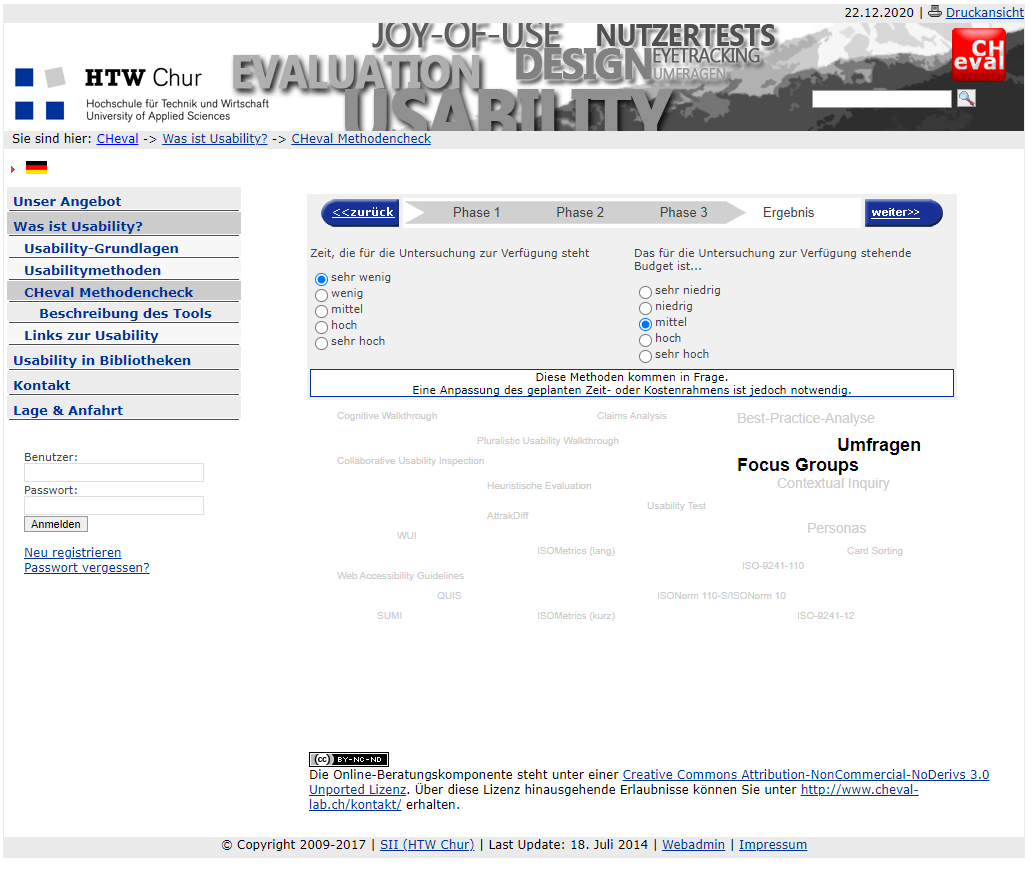 22.12.2020 | Druckansicht
JOY-OF-USE NUTZERTESTS
EVALUATION DESIGN EYETRACKING
UMFRAGEN
USABILITY
CH
eval
HTW Chur
Hochschule für Technik und Wirtschaft
University of Applied Sciences
Sie sind hier: CHeval -> Was ist Usability? -> CHeval Methodencheck
Unser Angebot
Was ist Usability?
Usability-Grundlagen
Usabilitymethoden
CHeval Methodencheck
Beschreibung des Tools
Links zur Usability
Usability in Bibliotheken
Kontakt
Lage & Anfahrt
Benutzer:
Passwort:
Anmelden
Neu registrieren
Passwort vergessen?
<<zurück Phase 1 Phase 2 Phase 3 Ergebnis weiter>>
Zeit, die für die Untersuchung zur Verfügung steht
sehr wenig
wenig
mittel
hoch
sehr hoch
Das für die Untersuchung zur Verfügung stehende
Budget ist...
sehr niedrig
niedrig
mittel
hoch
sehr hoch
Diese Methoden kommen in Frage.
Eine Anpassung des geplanten Zeit- oder Kostenrahmens ist jedoch notwendig.
Cognitive Walkthrough Claims Analysis Best-Practice-Analyse
Pluralistic Usability Walkthrough Umfragen
Collaborative Usability Inspection Focus Groups
Heuristische Evaluation Contextual Inquiry
Usability Test
AttrakDiff Personas
WUI
ISOMetrics (lang) Card Sorting
ISO-9241-110
Web Accessibility Guidelines
QUIS ISONorm 110-S/ISONorm 10
SUMI ISOMetrics (kurz) ISO-9241-12
(cc) BY-NC-ND
Die Online-Beratungskomponente steht unter einer Creative Commons Attribution-NonCommercial-NoDerivs 3.0
Unported Lizenz. Über diese Lizenz hinausgehende Erlaubnisse können Sie unter http://www.cheval-
lab.ch/kontakt/ erhalten.
© Copyright 2009-2017 | SII (HTW Chur) | Last Update: 18. Juli 2014 | Webadmin | Impressum